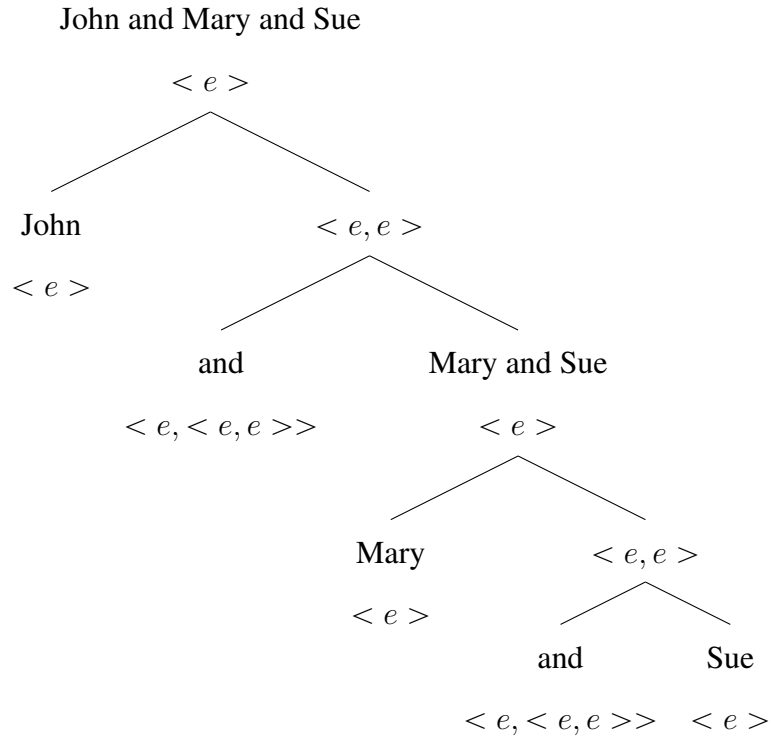 John and Mary and Sue
< e >
John < e, e >
< e >
and Mary and Sue
< e, < e, e >> < e >
Mary < e, e >
< e >
and Sue
< e, < e, e >> < e >